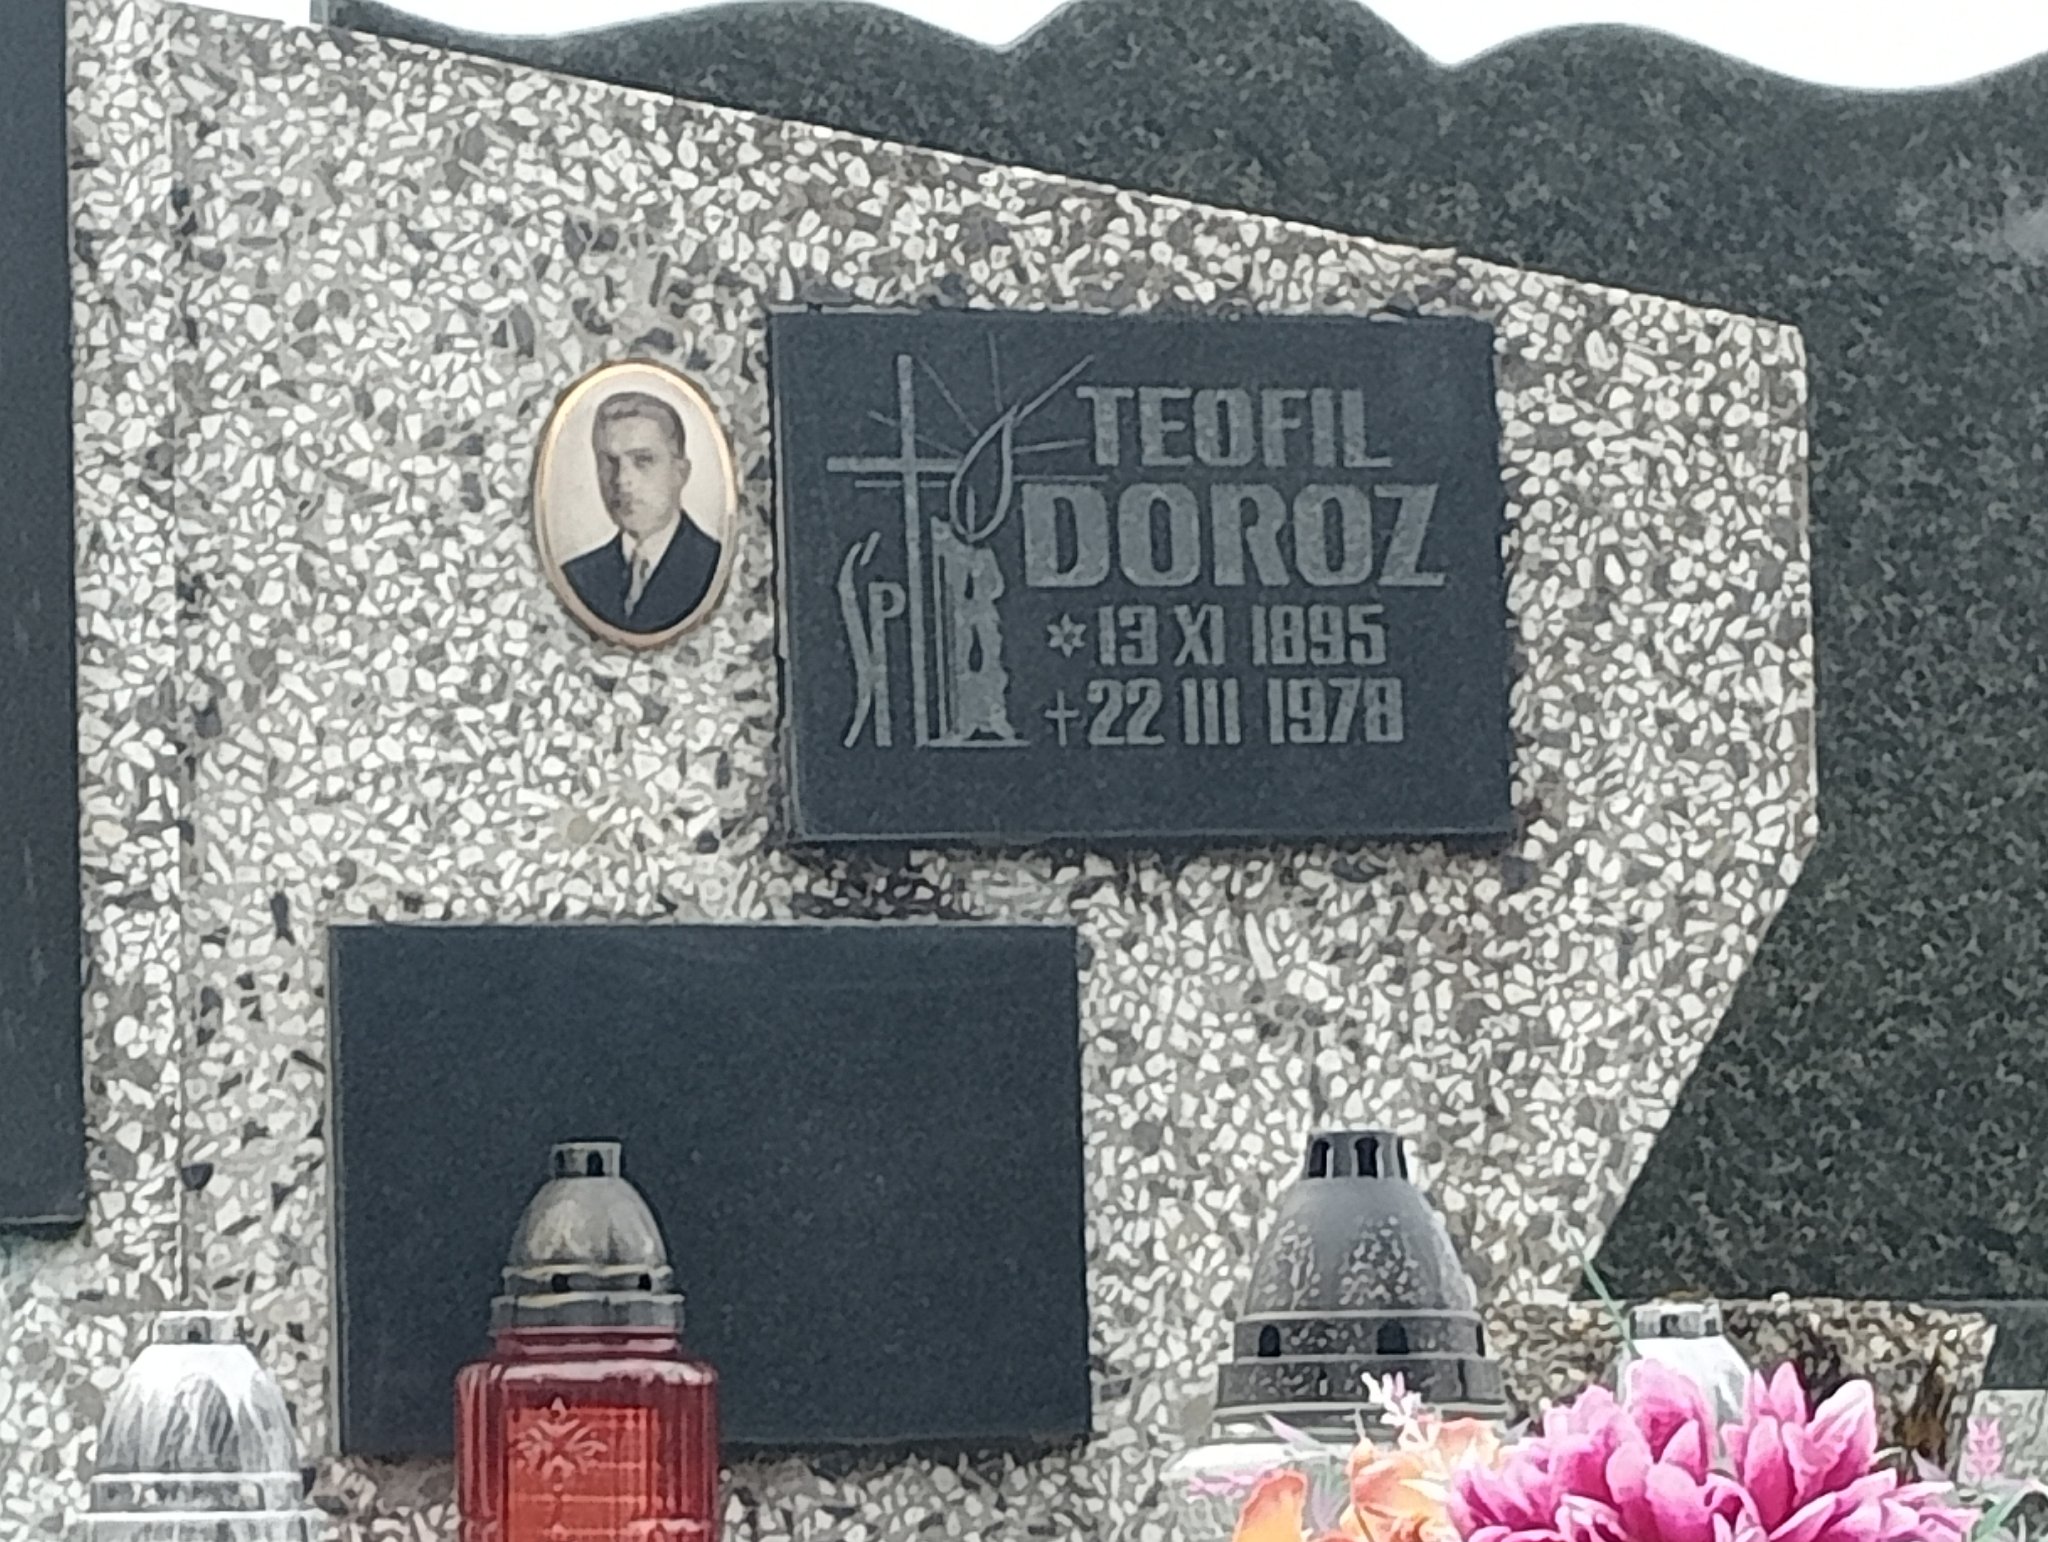 TEOFIL
DOROZ
ŚP * 13 XI 1895
+ 22 III 1978